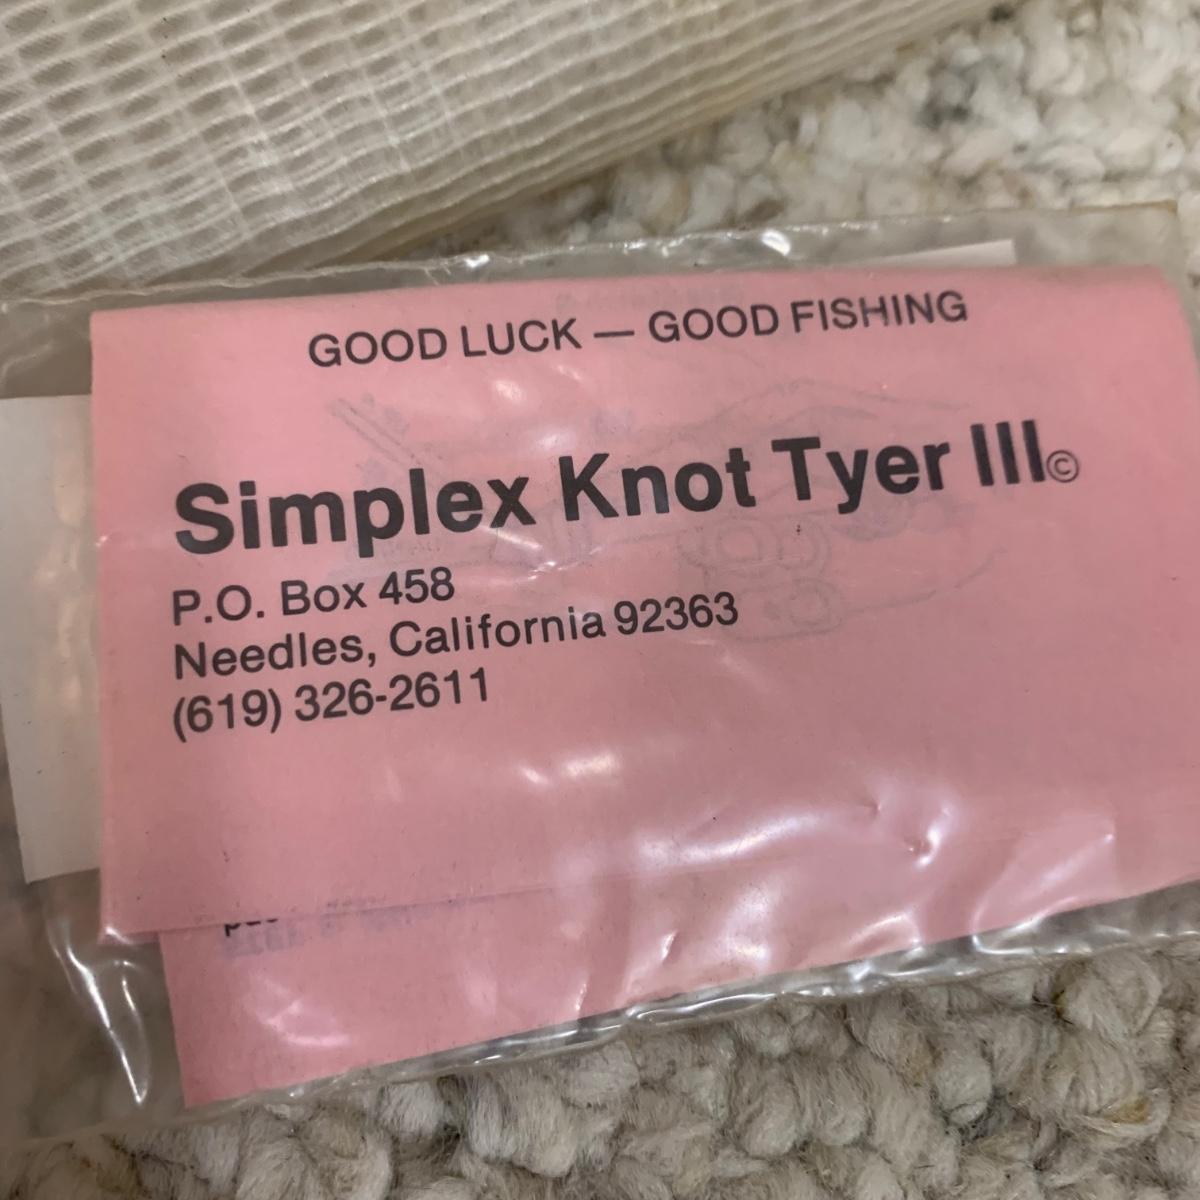 GOOD LUCK — GOOD FISHING
Simplex Knot Tyer III©
P.O. Box 458
Needles, California 92363
(619) 326-2611